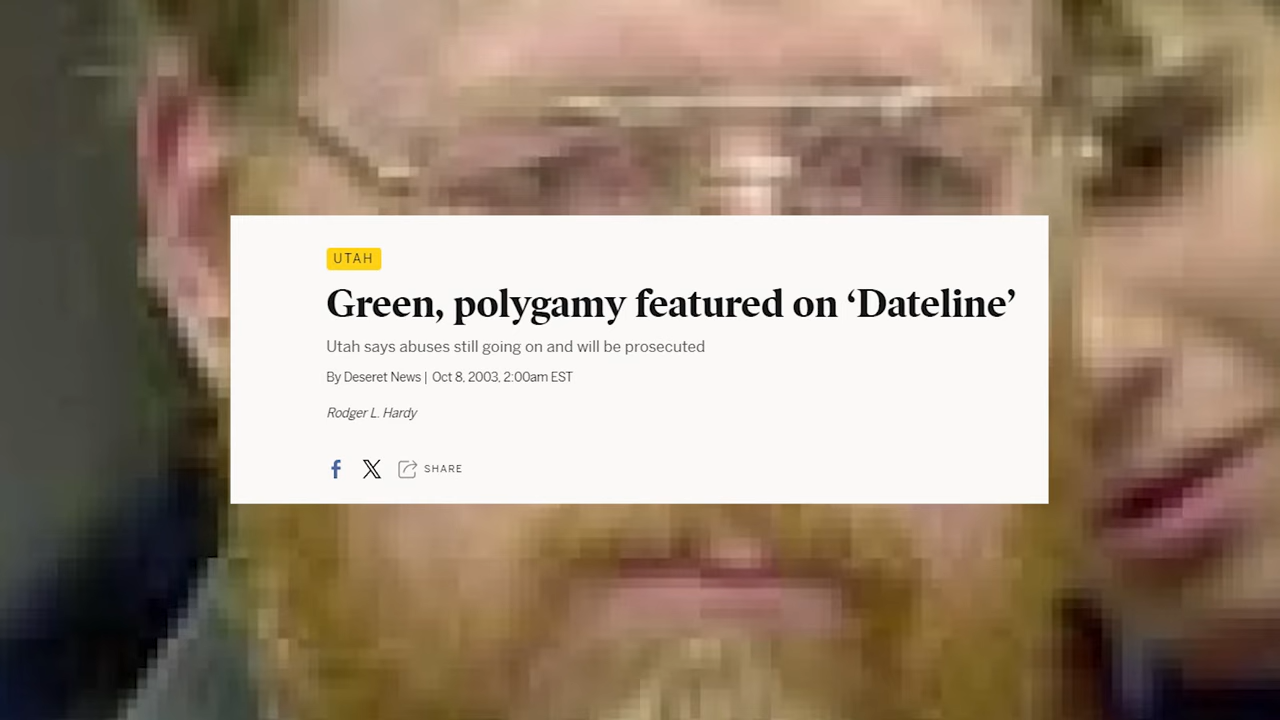 UTAH
Green, polygamy featured on ‘Dateline’
Utah says abuses still going on and will be prosecuted
By Deseret News | Oct 8, 2003, 2:00am EST
Rodger L. Hardy
SHARE